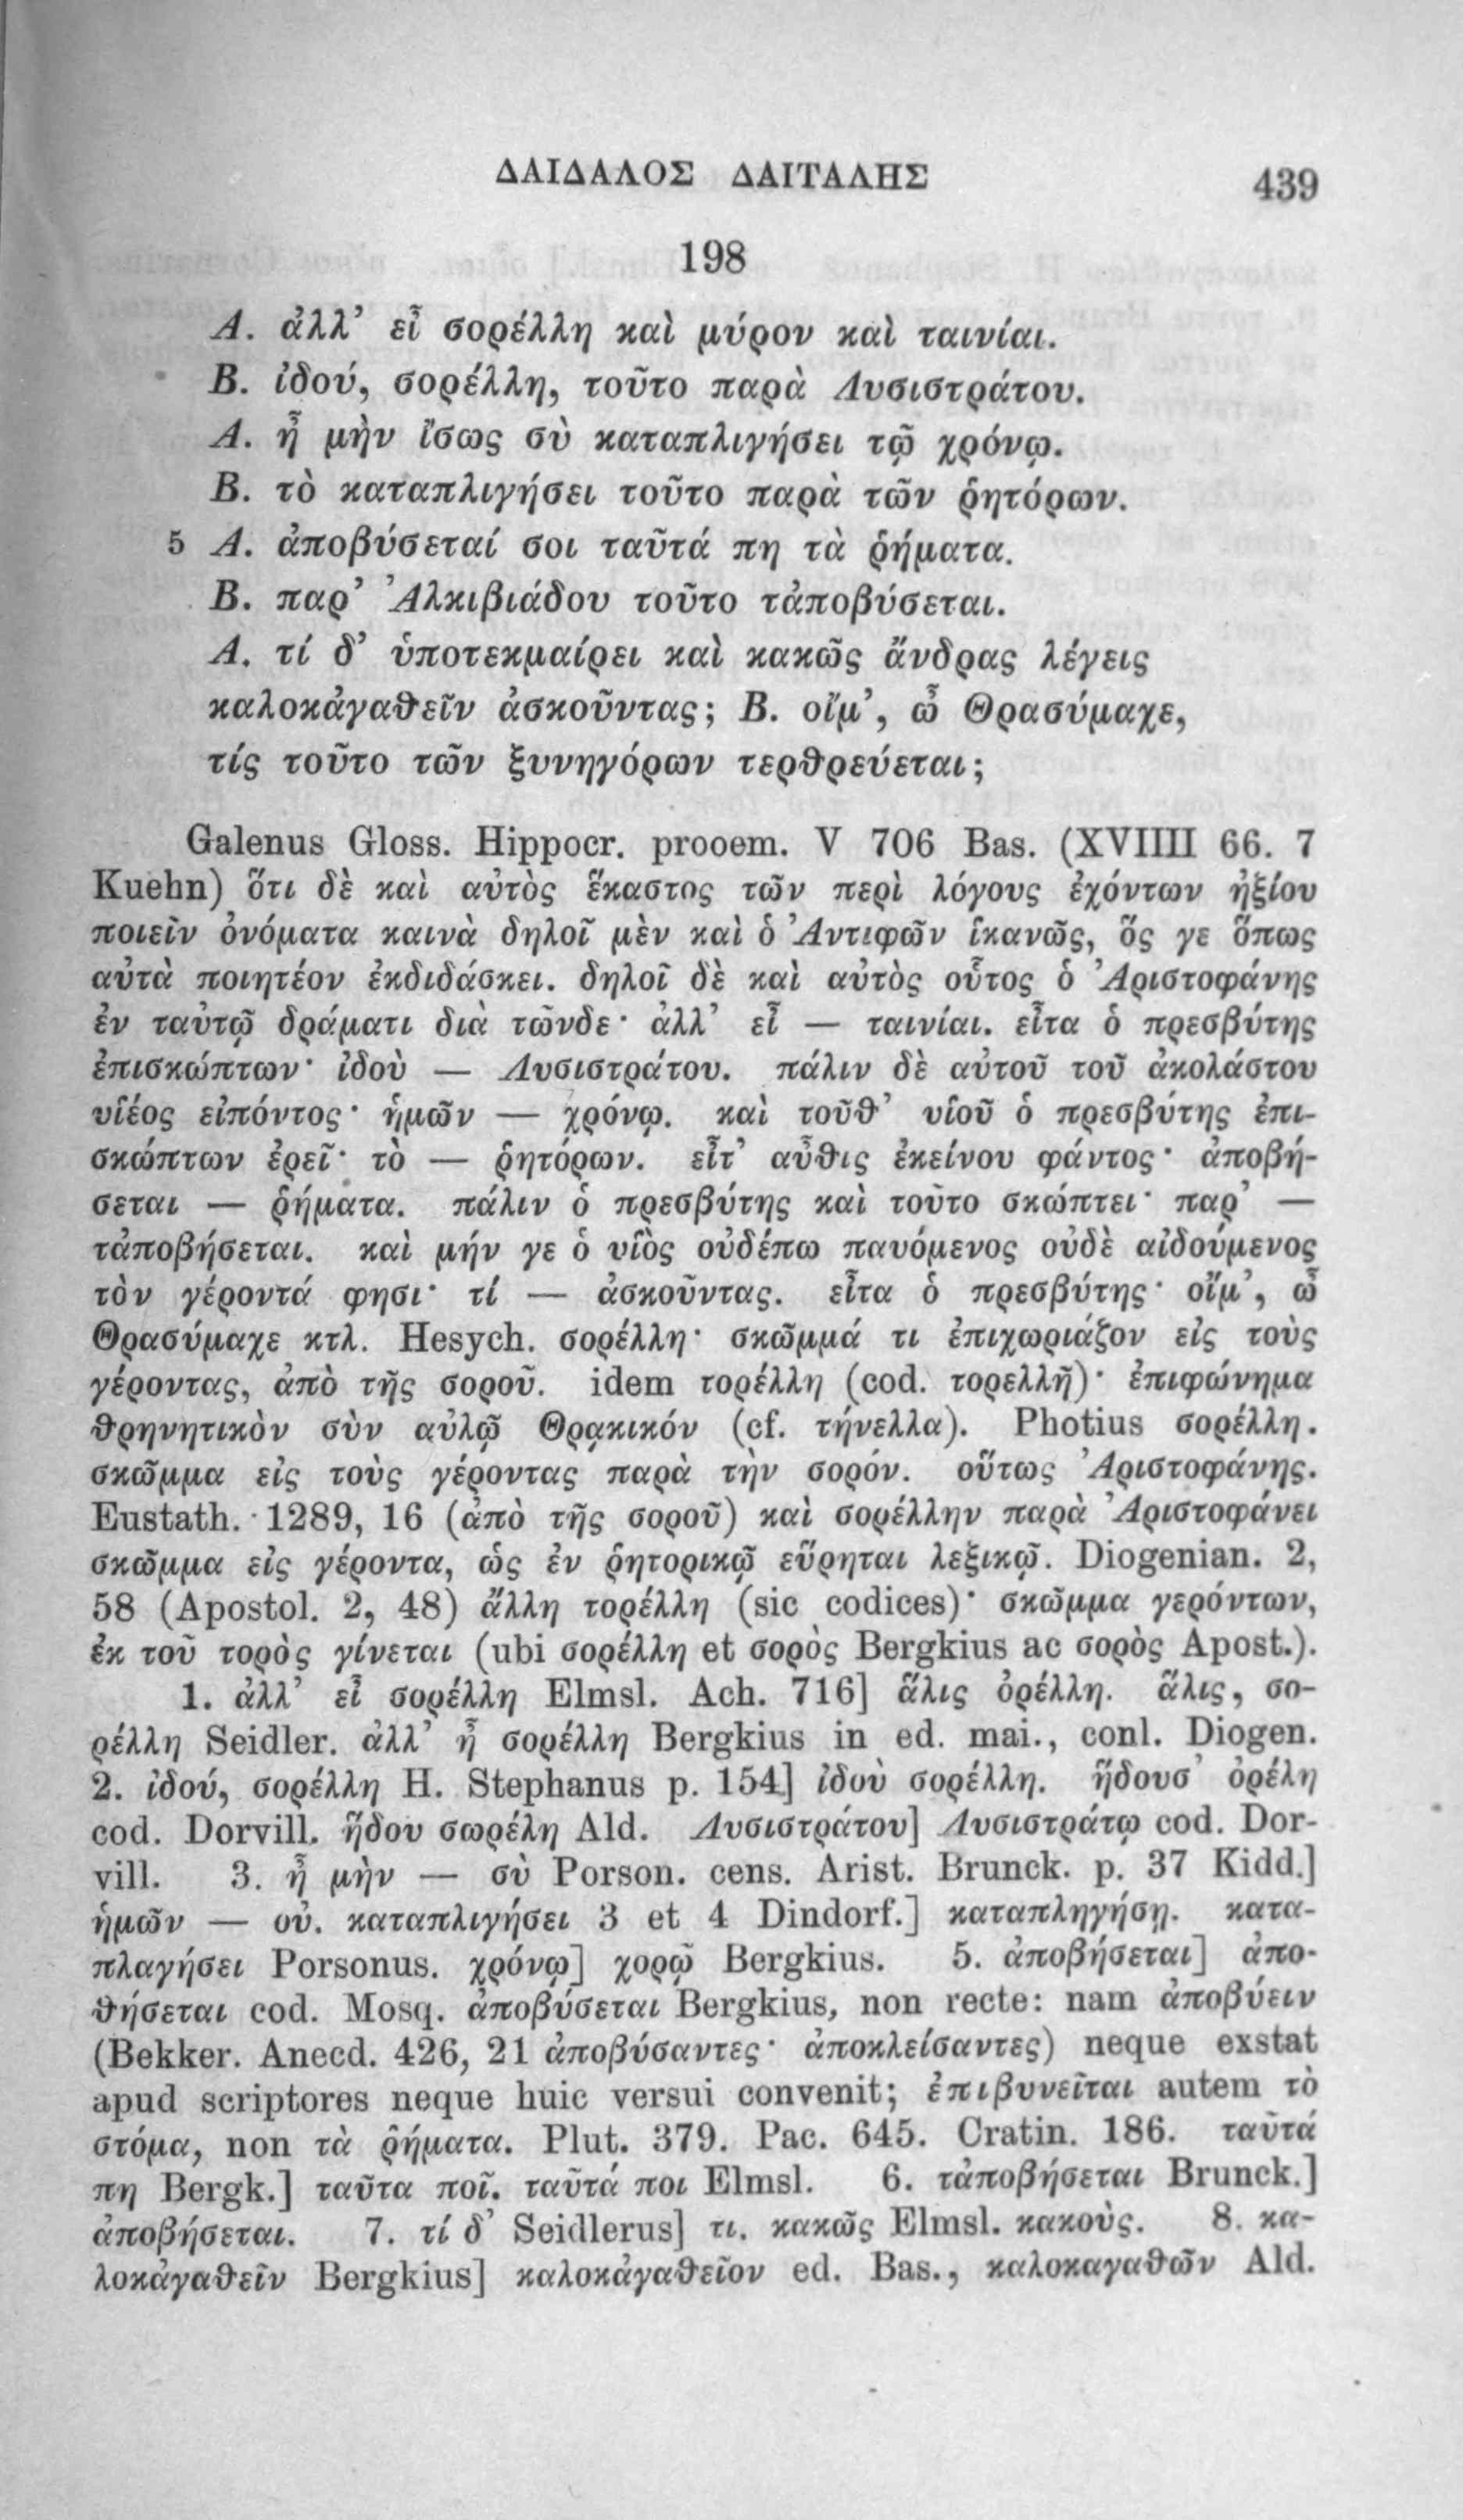 ΔΑΙΔΑΛΟΣ ΔΑΙΤΑΛΗΣ 439
198
Α. ἀλλ’ εἶ σορέλλη καὶ μύρον καὶ ταινίαι.
Β. ἰδού, σορέλλη, τοῦτο παρὰ Λυσιστράτου.
Α. ἦ μὴν ἴσως σὺ καταπλιγήσει τῷ χρόνῳ.
Β. τὸ καταπλιγήσει τοῦτο παρὰ τῶν ῥητόρων.
5 Α. ἀποβύσεταί σοι ταῦτά πη τὰ ῥήματα.
Β. παρ’ Ἀλκιβιάδου τοῦτο τἀποβύσεται.
Α. τί δ’ ὑποτεκμαίρει καὶ κακῶς ἄνδρας λέγεις
καλοκἀγαθεῖν ἀσκοῦντας; Β. οἴμ’, ὦ Θρασύμαχε,
τίς τοῦτο τῶν ξυνηγόρων τερθρεύεται;
Galenus Gloss. Hippocr. prooem. V 706 Bas. (XVIIII 66. 7
Kuehn) ὅτι δὲ καὶ αὐτὸς ἕκαστος τῶν περὶ λόγους ἐχόντων ἠξίου
ποιεῖν ὀνόματα καινὰ δηλοῖ μὲν καὶ ὁ Ἀντιφῶν ἱκανῶς, ὅς γε ὅπως
αὐτὰ ποιητέον ἐκδιδάσκει. δηλοῖ δὲ καὶ αὐτὸς οὗτος ὁ Ἀριστοφάνης
ἐν ταὐτῷ δράματι διὰ τῶνδε· ἀλλ’ εἶ — ταινίαι. εἶτα ὁ πρεσβύτης
ἐπισκώπτων· ἰδοὺ — Λυσιστράτου. πάλιν δὲ αὐτοῦ τοῦ ἀκολάστου
υἱέος εἰπόντος· ἡμῶν — χρόνῳ. καὶ τοῦθ’ υἱοῦ ὁ πρεσβύτης ἐπι-
σκώπτων ἐρεῖ· τὸ — ῥητόρων. εἶτ’ αὖθις ἐκείνου φάντος· ἀποβή-
σεται — ῥήματα. πάλιν ὁ πρεσβύτης καὶ τοῦτο σκώπτει· παρ’ —
τἀποβήσεται. καὶ μήν γε ὁ υἱὸς οὐδέπω παυόμενος οὐδὲ αἰδούμενος
τὸν γέροντά φησι· τί — ἀσκοῦντας. εἶτα ὁ πρεσβύτης· οἴμ’, ὦ
Θρασύμαχε κτλ. Hesych. σορέλλη· σκῶμμά τι ἐπιχωριάζον εἰς τοὺς
γέροντας, ἀπὸ τῆς σοροῦ. idem τορέλλη (cod. τορελλῆ)· ἐπιφώνημα
θρηνητικὸν σὺν αὐλῷ Θρᾳκικόν (cf. τήνελλα). Photius σορέλλη.
σκῶμμα εἰς τοὺς γέροντας παρὰ τὴν σορόν. οὕτως Ἀριστοφάνης.
Eustath. 1289, 16 (ἀπὸ τῆς σοροῦ) καὶ σορέλλην παρὰ Ἀριστοφάνει
σκῶμμα εἰς γέροντα, ὡς ἐν ῥητορικῷ εὕρηται λεξικῷ. Diogenian. 2,
58 (Apostol. 2, 48) ἄλλη τορέλλη (sic codices)· σκῶμμα γερόντων,
ἐκ τοῦ τορὸς γίνεται (ubi σορέλλη et σορὸς Bergkius ac σορὸς Apost.).
1. ἀλλ’ εἶ σορέλλη Elmsl. Ach. 716] ἅλις ὀρέλλη. ἅλις, σο-
ρέλλη Seidler. ἀλλ’ ἦ σορέλλη Bergkius in ed. mai., conl. Diogen.
2. ἰδού, σορέλλη H. Stephanus p. 154] ἰδοὺ σορέλλη. ἤδουσ’ ὀρέλη
cod. Dorvill. ἤδου σωρέλη Ald. Λυσιστράτου] Λυσιστράτῳ cod. Dor-
vill. 3. ἦ μὴν — σὺ Porson. cens. Arist. Brunck. p. 37 Kidd.]
ἡμῶν — οὐ. καταπλιγήσει 3 et 4 Dindorf.] καταπληγήσῃ. κατα-
πλαγήσει Porsonus. χρόνῳ] χορῷ Bergkius. 5. ἀποβήσεται] ἀπο-
θήσεται cod. Mosq. ἀποβύσεται Bergkius, non recte: nam ἀποβύειν
(Bekker. Anecd. 426, 21 ἀποβύσαντες· ἀποκλείσαντες) neque exstat
apud scriptores neque huic versui convenit; ἐπιβυνεῖται autem τὸ
στόμα, non τὰ ῥήματα. Plut. 379. Pac. 645. Cratin. 186. ταῦτά
πη Bergk.] ταῦτα ποῖ. ταῦτά ποι Elmsl. 6. τἀποβήσεται Brunck.]
ἀποβήσεται. 7. τί δ’ Seidlerus] τι. κακῶς Elmsl. κακοὺς. 8. κα-
λοκἀγαθεῖν Bergkius] καλοκἀγαθεῖον ed. Bas., καλοκαγαθῶν Ald.